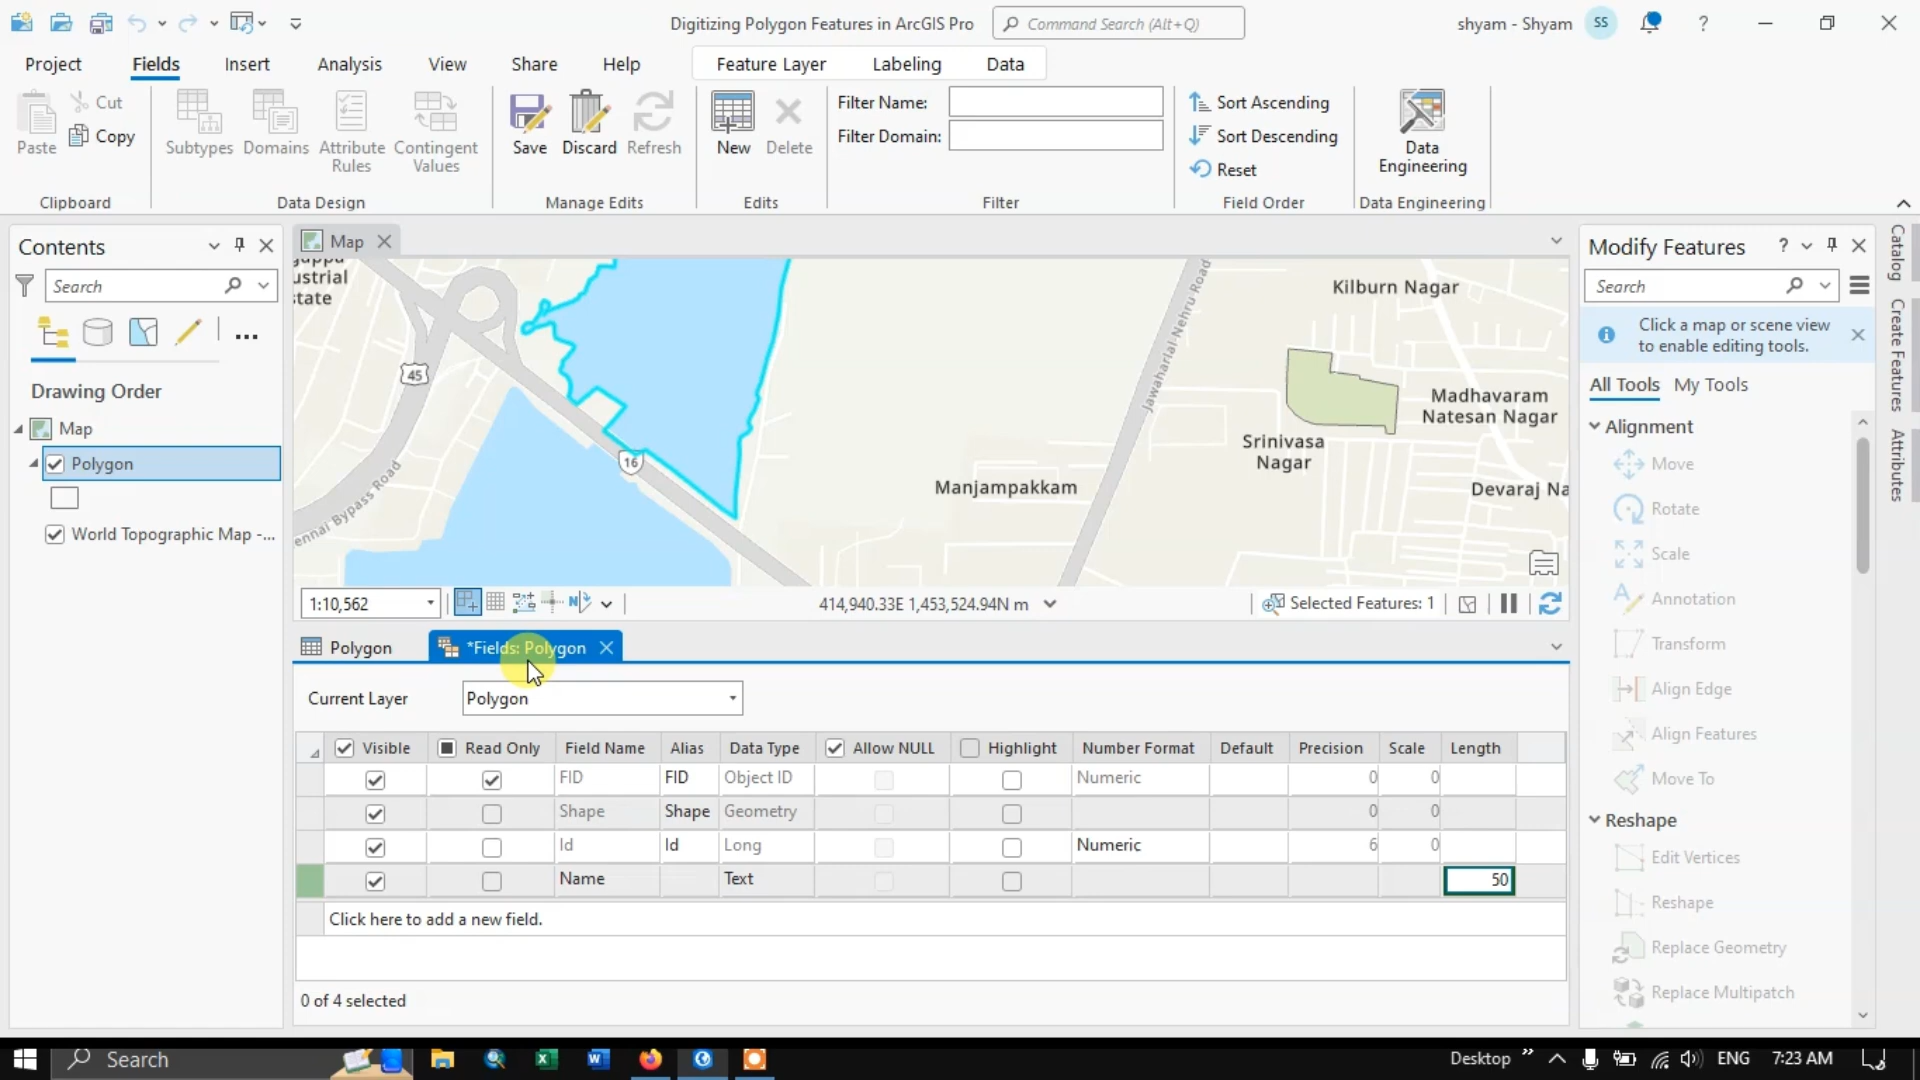 Digitizing Polygon Features in ArcGIS Pro
Command Search (Alt+Q)
shyam - Shyam
SS
?
Project
Fields
Insert
Analysis
View
Share
Help
Feature Layer
Labeling
Data
Paste
Cut
Copy
Clipboard
Subtypes
Domains
Attribute
Rules
Contingent
Values
Data Design
Save
Discard
Refresh
Manage Edits
New
Delete
Edits
Filter Name:
Filter Domain:
Filter
Sort Ascending
Sort Descending
Reset
Field Order
Data
Engineering
Data Engineering
Contents
Search
Drawing Order
Map
Polygon
World Topographic Map -...
Map
ustrial
state
45
ennai Bypass Road
16
Manjampakkam
Jawaharlal Nehru Road
Kilburn Nagar
Madhavaram
Natesan Nagar
Srinivasa
Nagar
Devaraj Na
1:10,562
414,940.33E 1,453,524.94N m
Selected Features: 1
Polygon
*Fields: Polygon
Current Layer
Polygon
Visible Read Only Field Name Alias Data Type Allow NULL Highlight Number Format Default Precision Scale Length
FID FID Object ID Numeric 0 0
Shape Shape Geometry 0 0
Id Id Long Numeric 6 0
Name Text 50
Click here to add a new field.
0 of 4 selected
Modify Features
?
Search
Click a map or scene view
to enable editing tools.
All Tools
My Tools
Alignment
Move
Rotate
Scale
Annotation
Transform
Align Edge
Align Features
Move To
Reshape
Edit Vertices
Reshape
Replace Geometry
Replace Multipatch
Catalog
Create Features
Attributes
Search
Desktop
ENG
7:23 AM